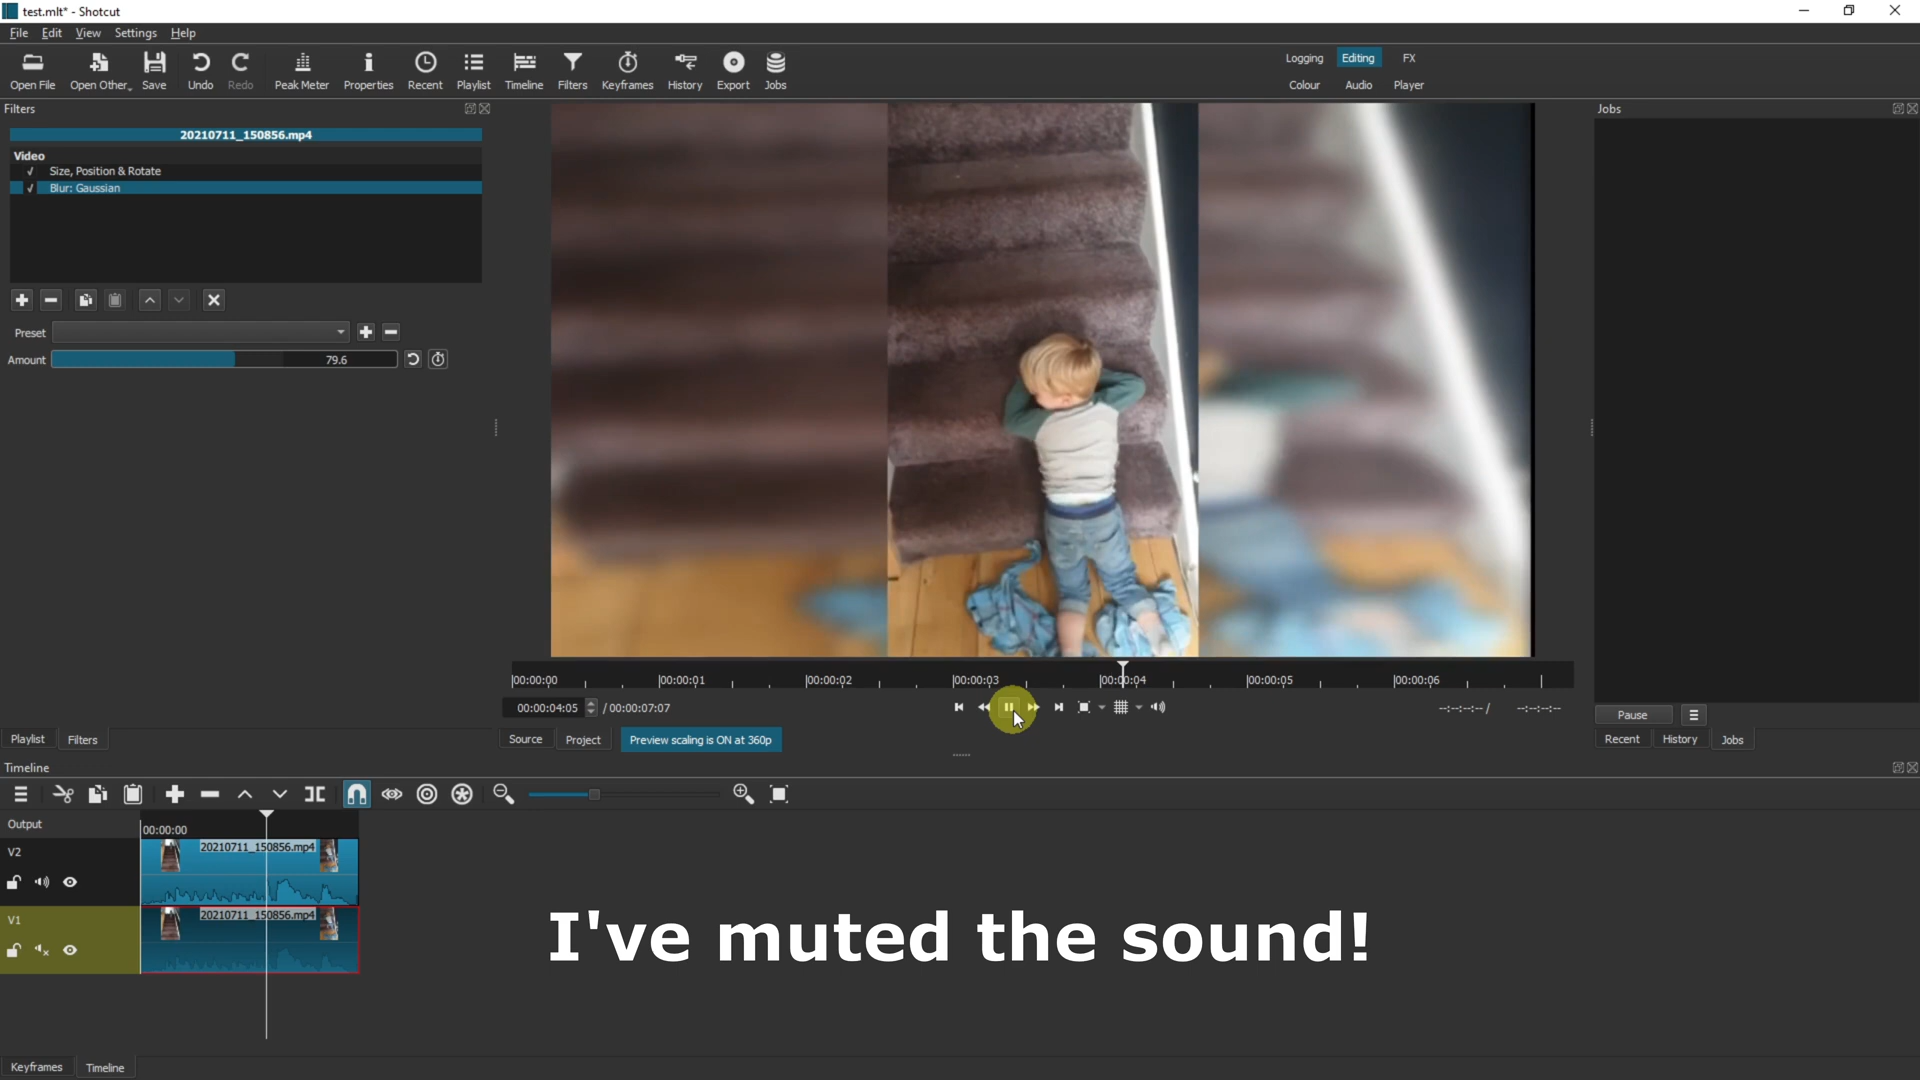 test.mlt* - Shotcut
File Edit View Settings Help
Open File Open Other.. Save Undo Redo Peak Meter Properties Recent Playlist Timeline Filters Keyframes History Export Jobs
Logging Editing FX
Colour Audio Player
Filters
Jobs
20210711_150856.mp4
Video
Size, Position & Rotate
Blur: Gaussian
Preset
Amount 79.6
00:00:00 00:00:01 00:00:02 00:00:03 00:00:04 00:00:05 00:00:06
00:00:04:05 / 00:00:07:07
--:--:--:-- / --:--:--:--
Pause
Playlist Filters
Source Project Preview scaling is ON at 360p
Recent History Jobs
Timeline
Output
00:00:00
V2
20210711_150856.mp4
V1
20210711_150856.mp4
I've muted the sound!
Keyframes Timeline